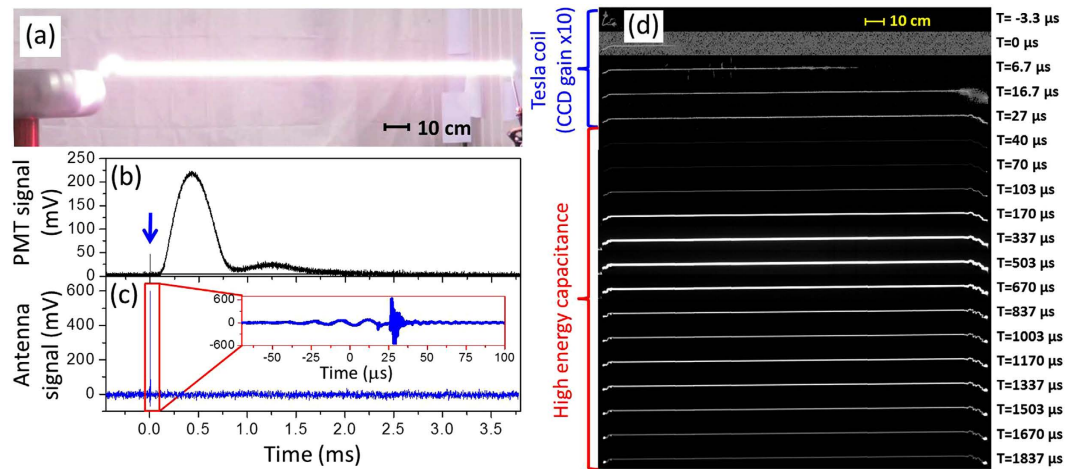 (a)
10 cm
PMT signal
(mV)
250
200
150
100
50
0
(b)
Antenna
signal (mV)
600
400
200
0
(c)
600
0
-600
-50
-25
0
25
50
75
100
Time (µs)
0.0
0.5
1.0
1.5
2.0
2.5
3.0
3.5
Time (ms)
Tesla coil
(CCD gain x10)
High energy capacitance
(d)
10 cm
T= -3.3 µs
T=0 µs
T=6.7 µs
T=16.7 µs
T=27 µs
T=40 µs
T=70 µs
T=103 µs
T=170 µs
T=337 µs
T=503 µs
T=670 µs
T=837 µs
T=1003 µs
T=1170 µs
T=1337 µs
T=1503 µs
T=1670 µs
T=1837 µs